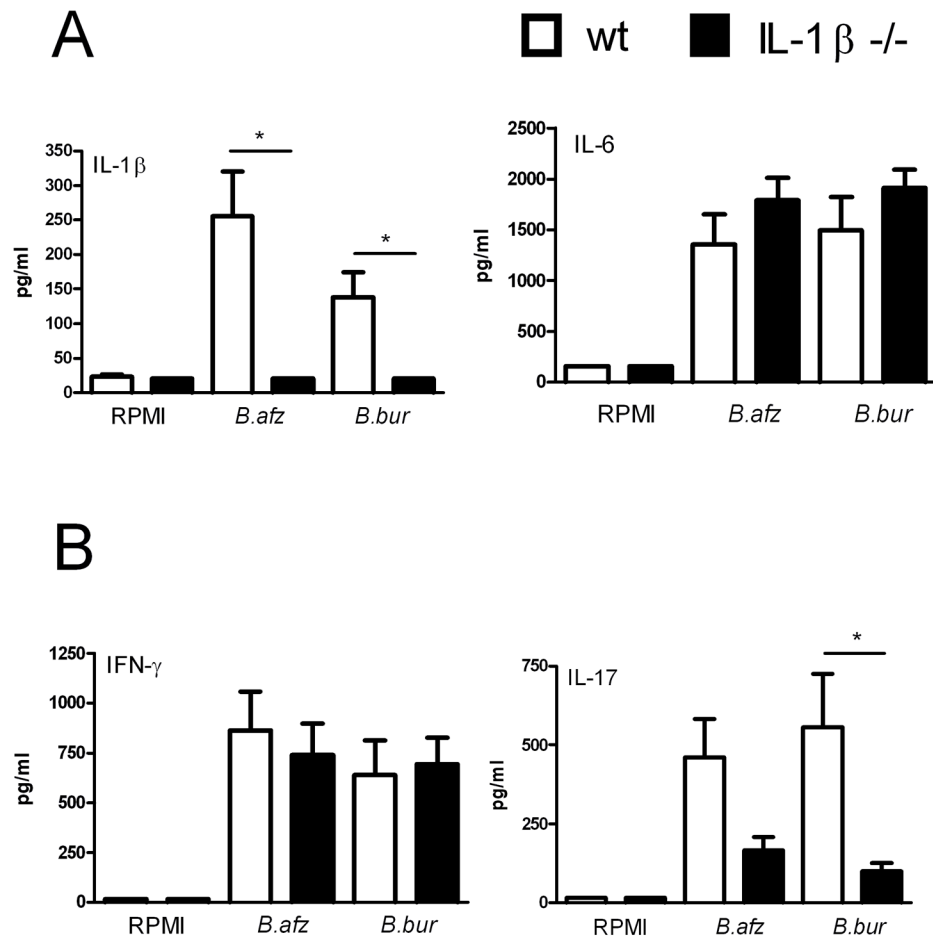 A
wt
IL-1β -/-
IL-1β
pg/ml
350
300
250
200
150
100
50
0
*
*
RPMI
B.afz
B.bur
IL-6
pg/ml
2500
2000
1500
1000
500
0
RPMI
B.afz
B.bur
B
IFN-γ
pg/ml
1250
1000
750
500
250
0
RPMI
B.afz
B.bur
IL-17
pg/ml
750
500
250
0
*
RPMI
B.afz
B.bur